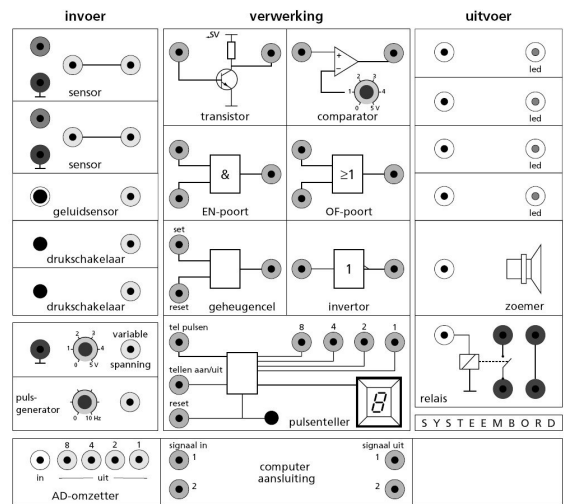 invoer
sensor
sensor
geluidsensor
drukschakelaar
drukschakelaar
2 3
1 4
0 5 V
variable
spanning
puls-
generator
0 10 Hz
verwerking
5V
transistor
2 3
1 4
0 5 V
comparator
&
EN-poort
≥1
OF-poort
set
reset
geheugencel
1
invertor
tel pulsen
8 4 2 1
tellen aan/uit
reset
8
pulsenteller
uitvoer
led
led
led
led
zoemer
relais
SYSTEEMBORD
8 4 2 1
in uit
AD-omzetter
signaal in
1
2
computer
aansluiting
signaal uit
1
2